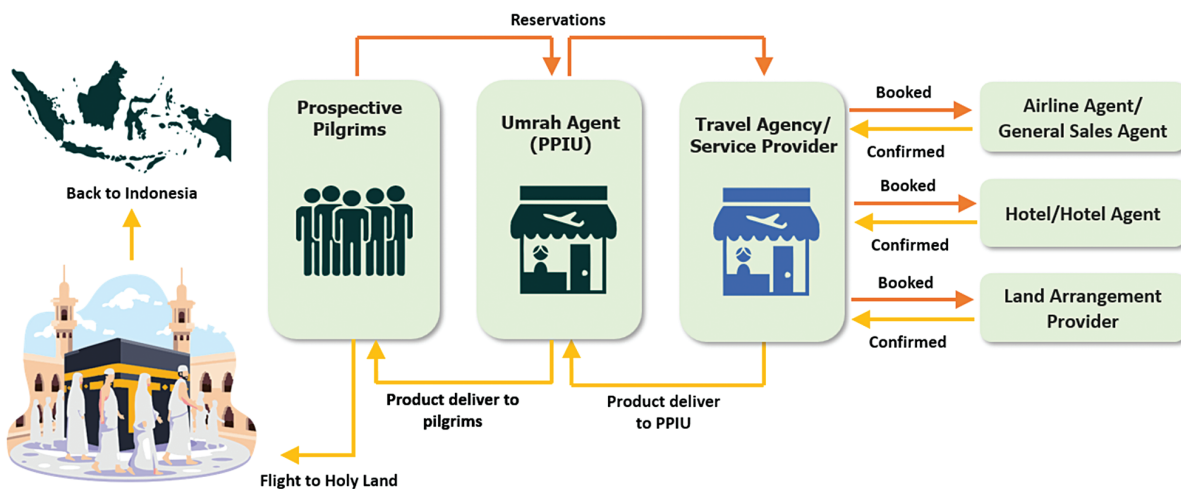 Reservations
Prospective
Pilgrims
Umrah Agent
(PPIU)
Travel Agency/
Service Provider
Booked
Confirmed
Airline Agent/
General Sales Agent
Booked
Confirmed
Hotel/Hotel Agent
Booked
Confirmed
Land Arrangement
Provider
Back to Indonesia
Product deliver to
pilgrims
Product deliver
to PPIU
Flight to Holy Land